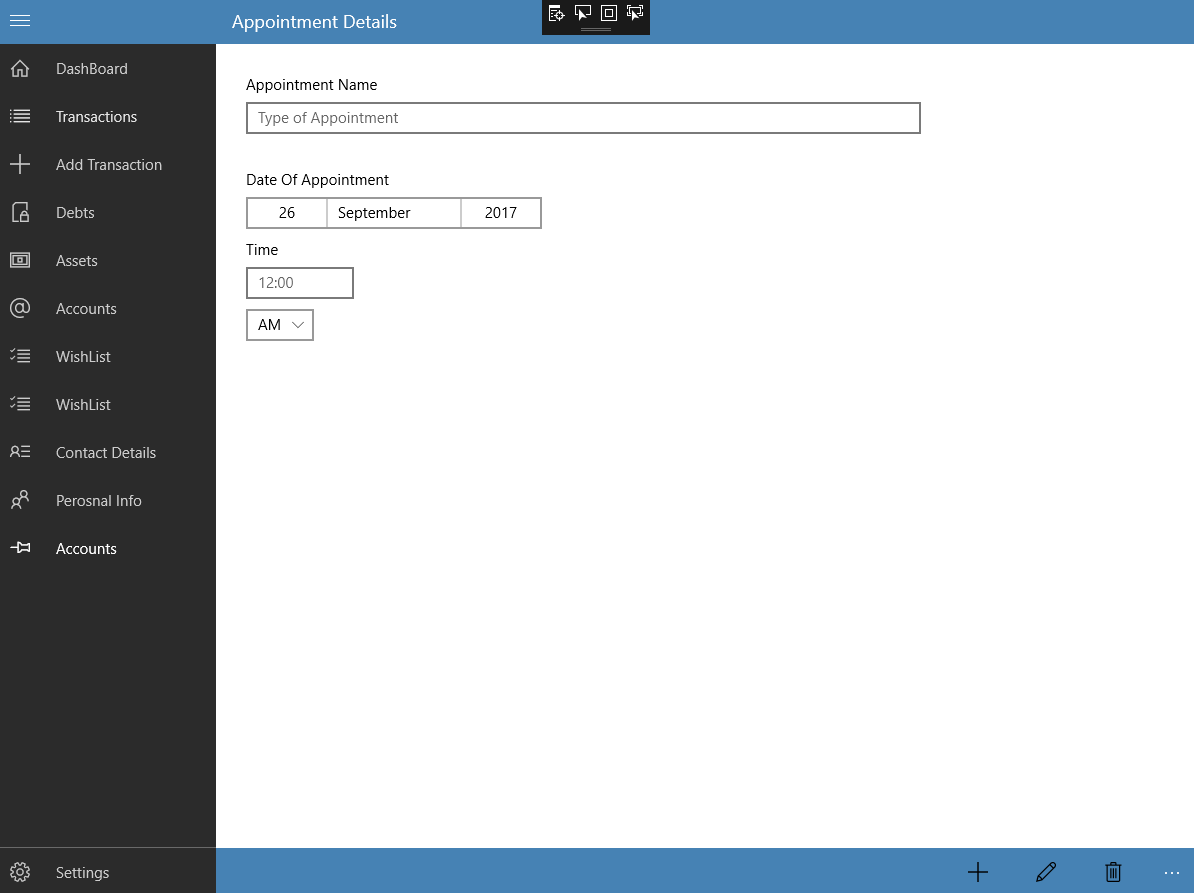 Appointment Details
DashBoard
Transactions
Add Transaction
Debts
Assets
Accounts
WishList
WishList
Contact Details
Perosnal Info
Accounts
Settings
Appointment Name
Type of Appointment
Date Of Appointment
26 September 2017
Time
12:00
AM